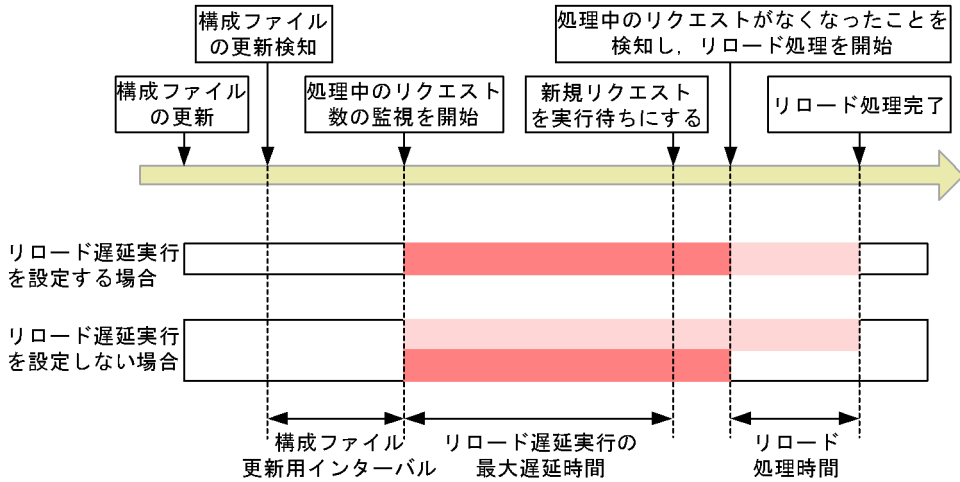 構成ファイル
の更新検知
処理中のリクエストがなくなったことを
検知し，リロード処理を開始
構成ファイル
の更新
処理中のリクエスト
数の監視を開始
新規リクエスト
を実行待ちにする
リロード処理完了
リロード遅延実行
を設定する場合
リロード遅延実行
を設定しない場合
構成ファイル
更新用インターバル
リロード遅延実行の
最大遅延時間
リロード
処理時間